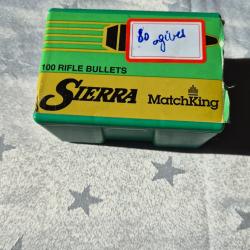 80 ogives
100 RIFLE BULLETS
SIERRA MatchKing